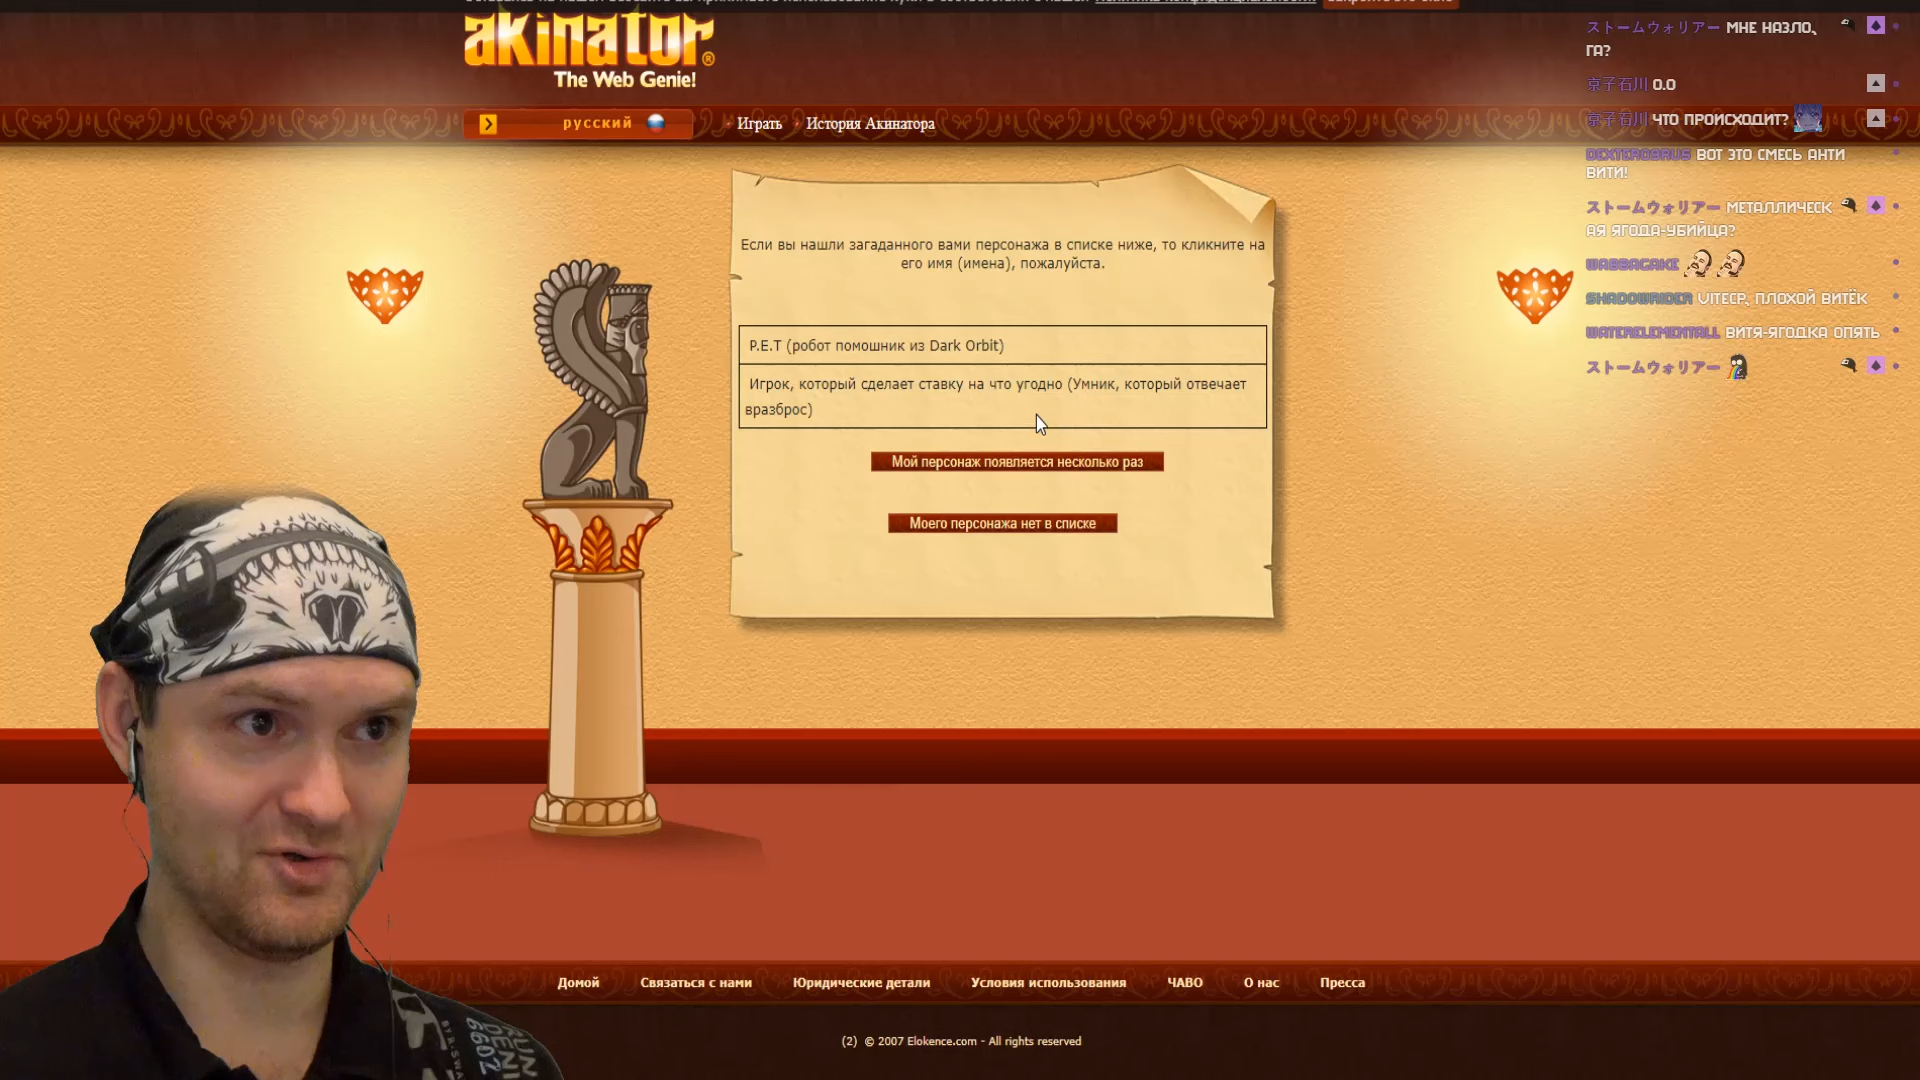 akinator®
The Web Genie!
русский
Играть
История Акинатора
Если вы нашли загаданного вами персонажа в списке ниже, то кликните на
его имя (имена), пожалуйста.
P.E.T (робот помошник из Dark Orbit)
Игрок, который сделает ставку на что угодно (Умник, который отвечает
вразброс)
Мой персонаж появляется несколько раз
Моего персонажа нет в списке
ストームウォリアー МНЕ НАЗЛО,
ГА?
京子石川 0.0
京子石川 ЧТО ПРОИСХОДИТ?
DEXTEROBAUS ВОТ ЭТО СМЕСЬ АНТИ
ВИТИ!
ストームウォリアー МЕТАЛЛИЧЕСК
АЯ ЯГОДА-УБИЙЦА?
WABBACAKE
SHADOWRIDER VITECP, ПЛОХОЙ ВИТЁК
WATERELEMENTALL ВИТЯ-ЯГОДКА ОПЯТЬ
ストームウォリアー
Домой
Связаться с нами
Юридические детали
Условия использования
ЧАВО
О нас
Пресса
(2) © 2007 Elokence.com - All rights reserved